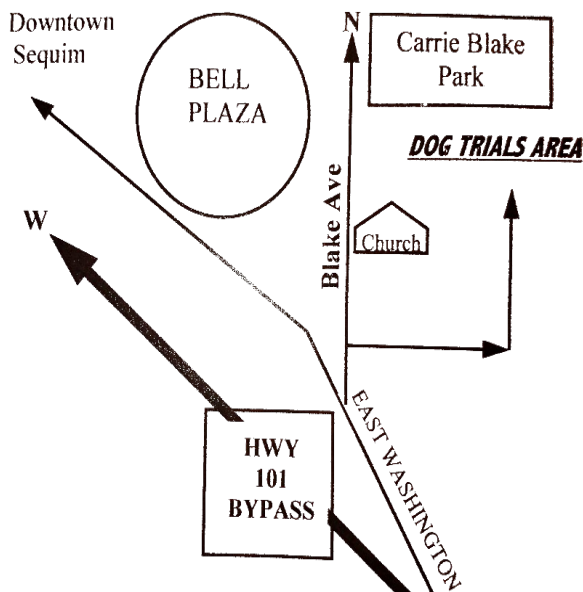 Downtown
Sequim
BELL
PLAZA
N
Carrie Blake
Park
DOG TRIALS AREA
W
Blake Ave
Church
EAST WASHINGTON
HWY
101
BYPASS